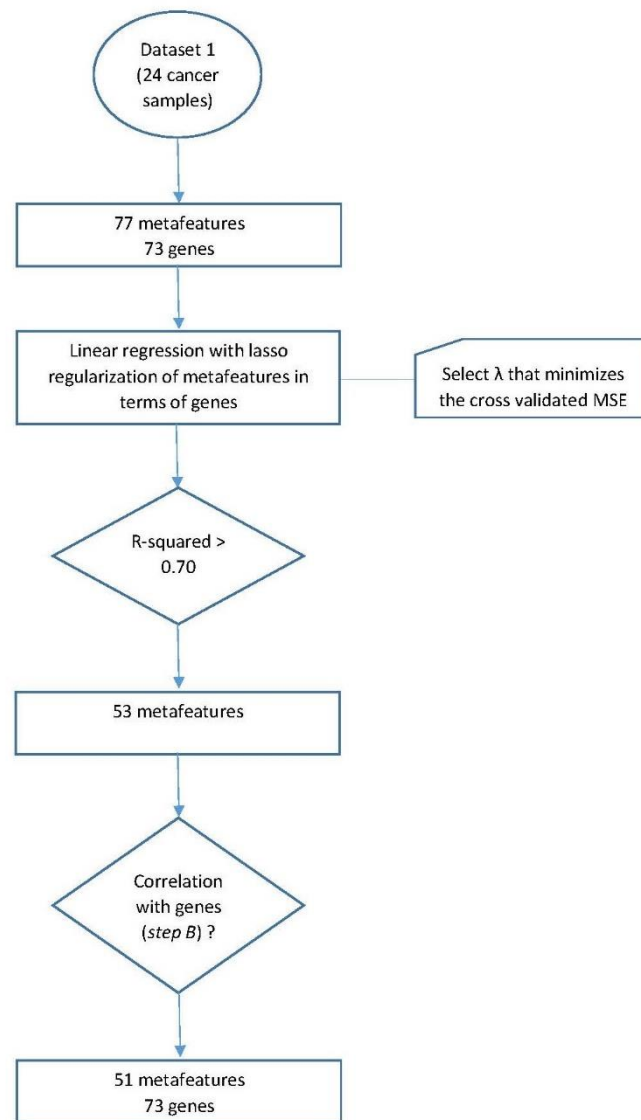 Dataset 1
(24 cancer
samples)
77 metafeatures
73 genes
Linear regression with lasso
regularization of metafeatures in
terms of genes
Select λ that minimizes
the cross validated MSE
R-squared >
0.70
53 metafeatures
Correlation
with genes
(step B) ?
51 metafeatures
73 genes